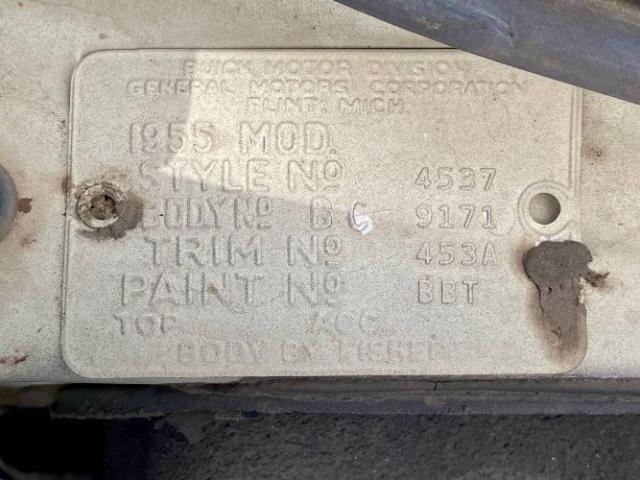 BUICK MOTOR DIVISION
GENERAL MOTORS CORPORATION
FLINT, MICH.
1955 MOD.
STYLE Nº 4537
BODY Nº B 9171
TRIM Nº 453A
PAINT Nº BBT
TOP ACC.
BODY BY FISHER